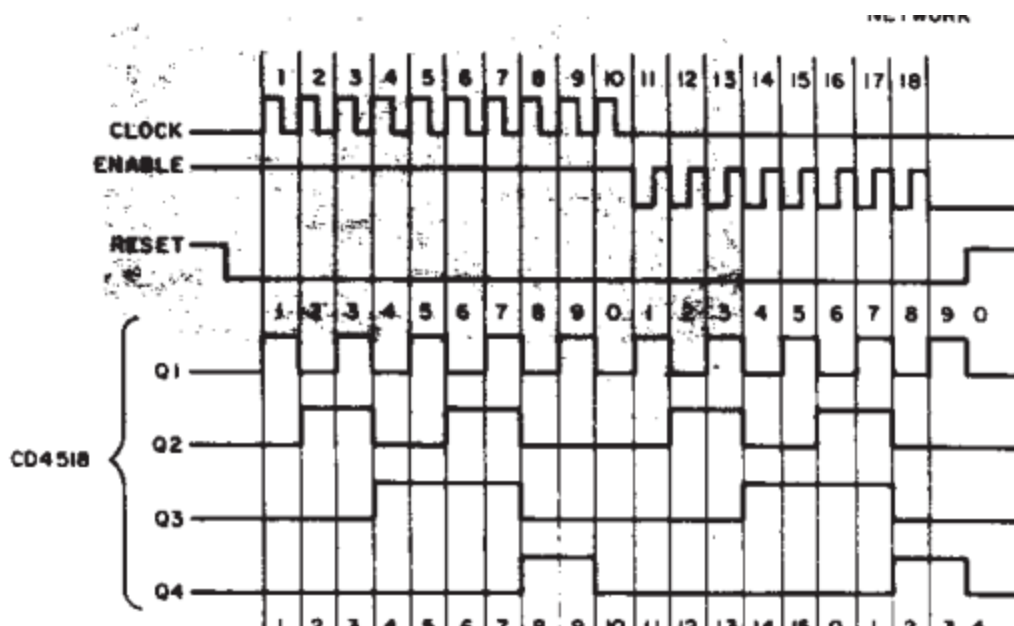 NETWORK
1 2 3 4 5 6 7 8 9 10 11 12 13 14 15 16 17 18
CLOCK
ENABLE
RESET
1 2 3 4 5 6 7 8 9 0 1 2 3 4 5 6 7 8 9 0
Q1
Q2
CD4518
Q3
Q4
1 2 3 4 5 6 7 8 9 10 11 12 13 14 15 0 1 2 3 4